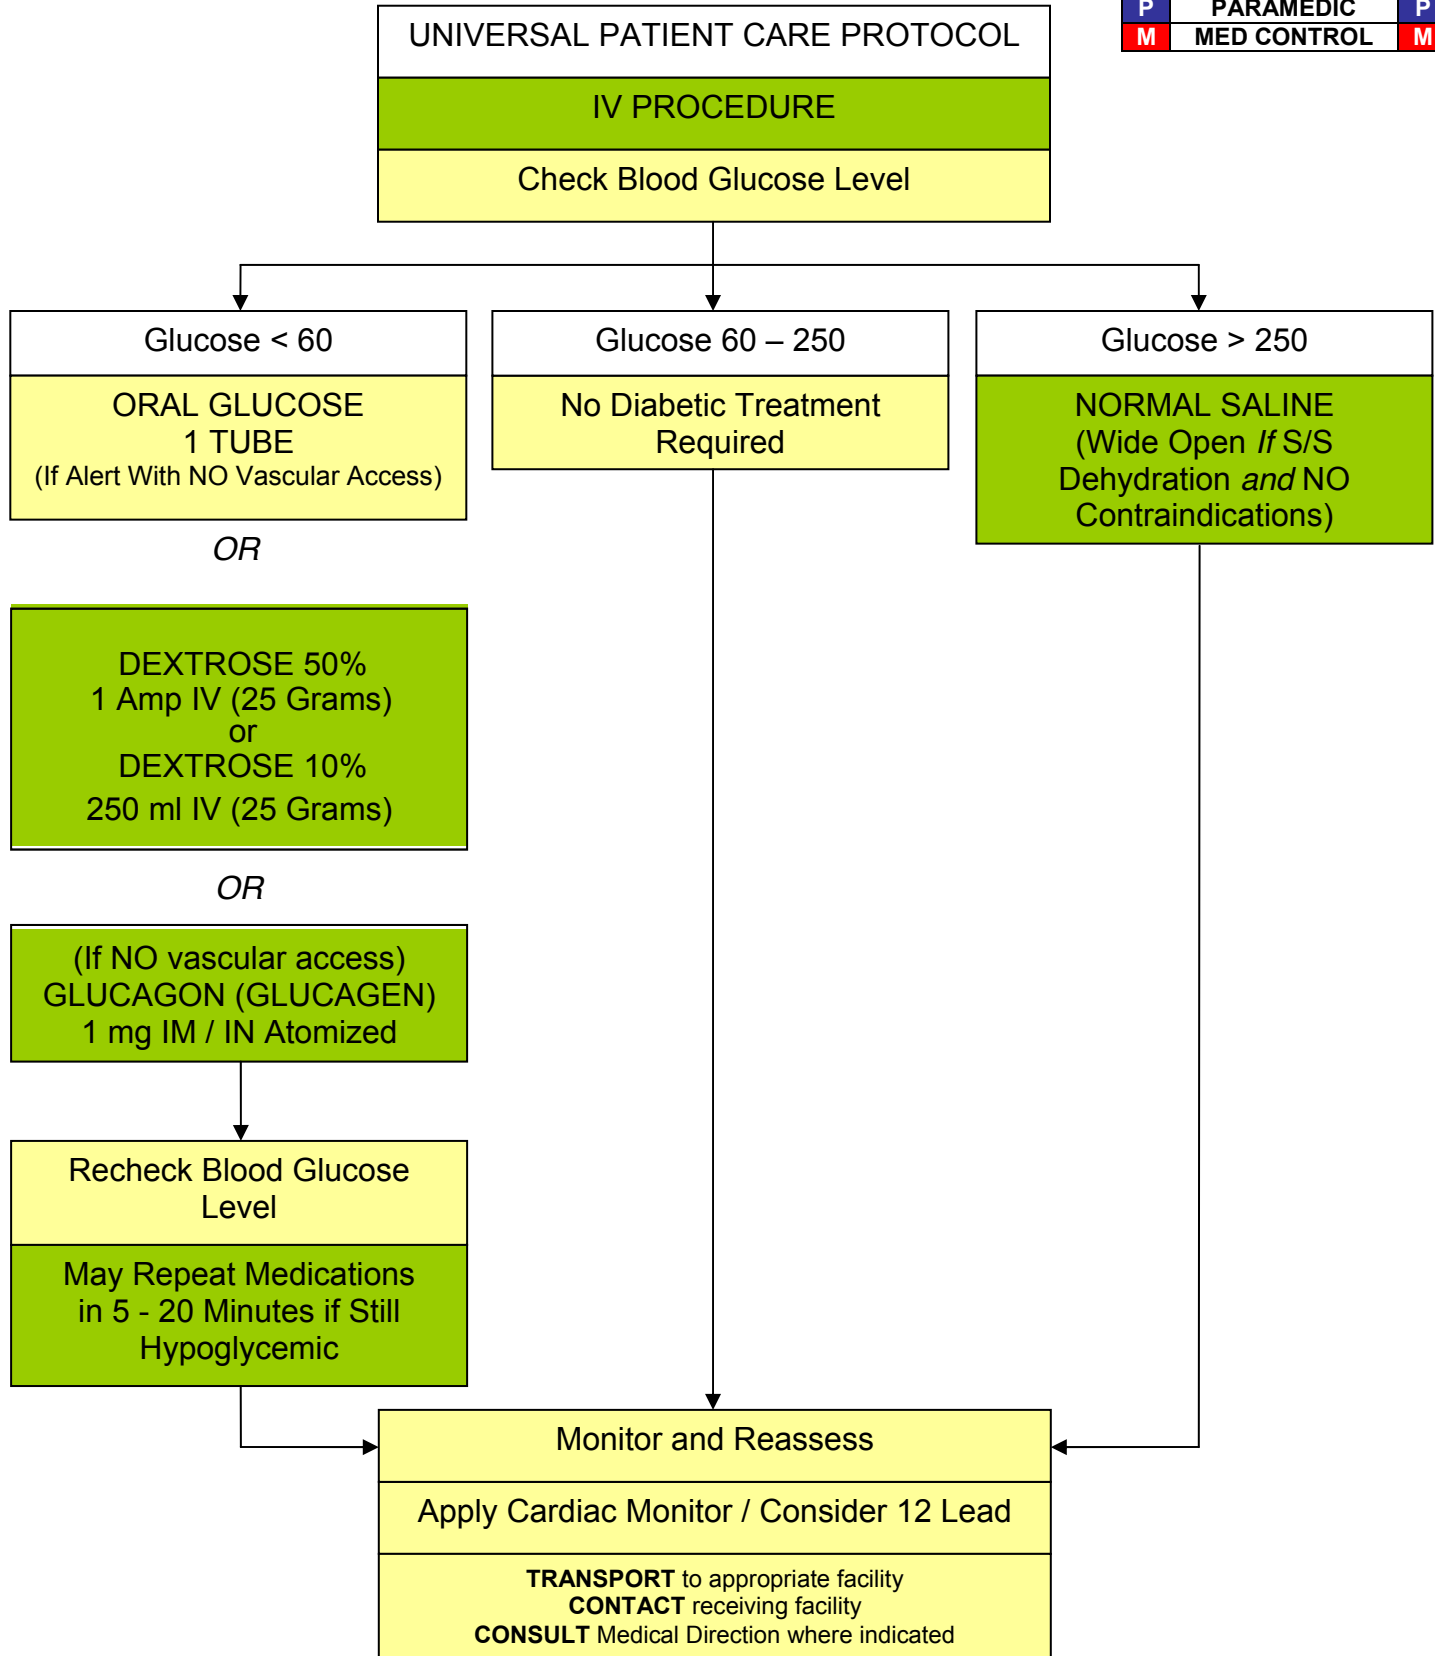 P PARAMEDIC P
M MED CONTROL M
UNIVERSAL PATIENT CARE PROTOCOL
IV PROCEDURE
Check Blood Glucose Level
Glucose < 60
ORAL GLUCOSE
1 TUBE
(If Alert With NO Vascular Access)
OR
DEXTROSE 50%
1 Amp IV (25 Grams)
or
DEXTROSE 10%
250 ml IV (25 Grams)
OR
(If NO vascular access)
GLUCAGON (GLUCAGEN)
1 mg IM / IN Atomized
Recheck Blood Glucose
Level
May Repeat Medications
in 5 - 20 Minutes if Still
Hypoglycemic
Glucose 60 – 250
No Diabetic Treatment
Required
Glucose > 250
NORMAL SALINE
(Wide Open If S/S
Dehydration and NO
Contraindications)
Monitor and Reassess
Apply Cardiac Monitor / Consider 12 Lead
TRANSPORT to appropriate facility
CONTACT receiving facility
CONSULT Medical Direction where indicated